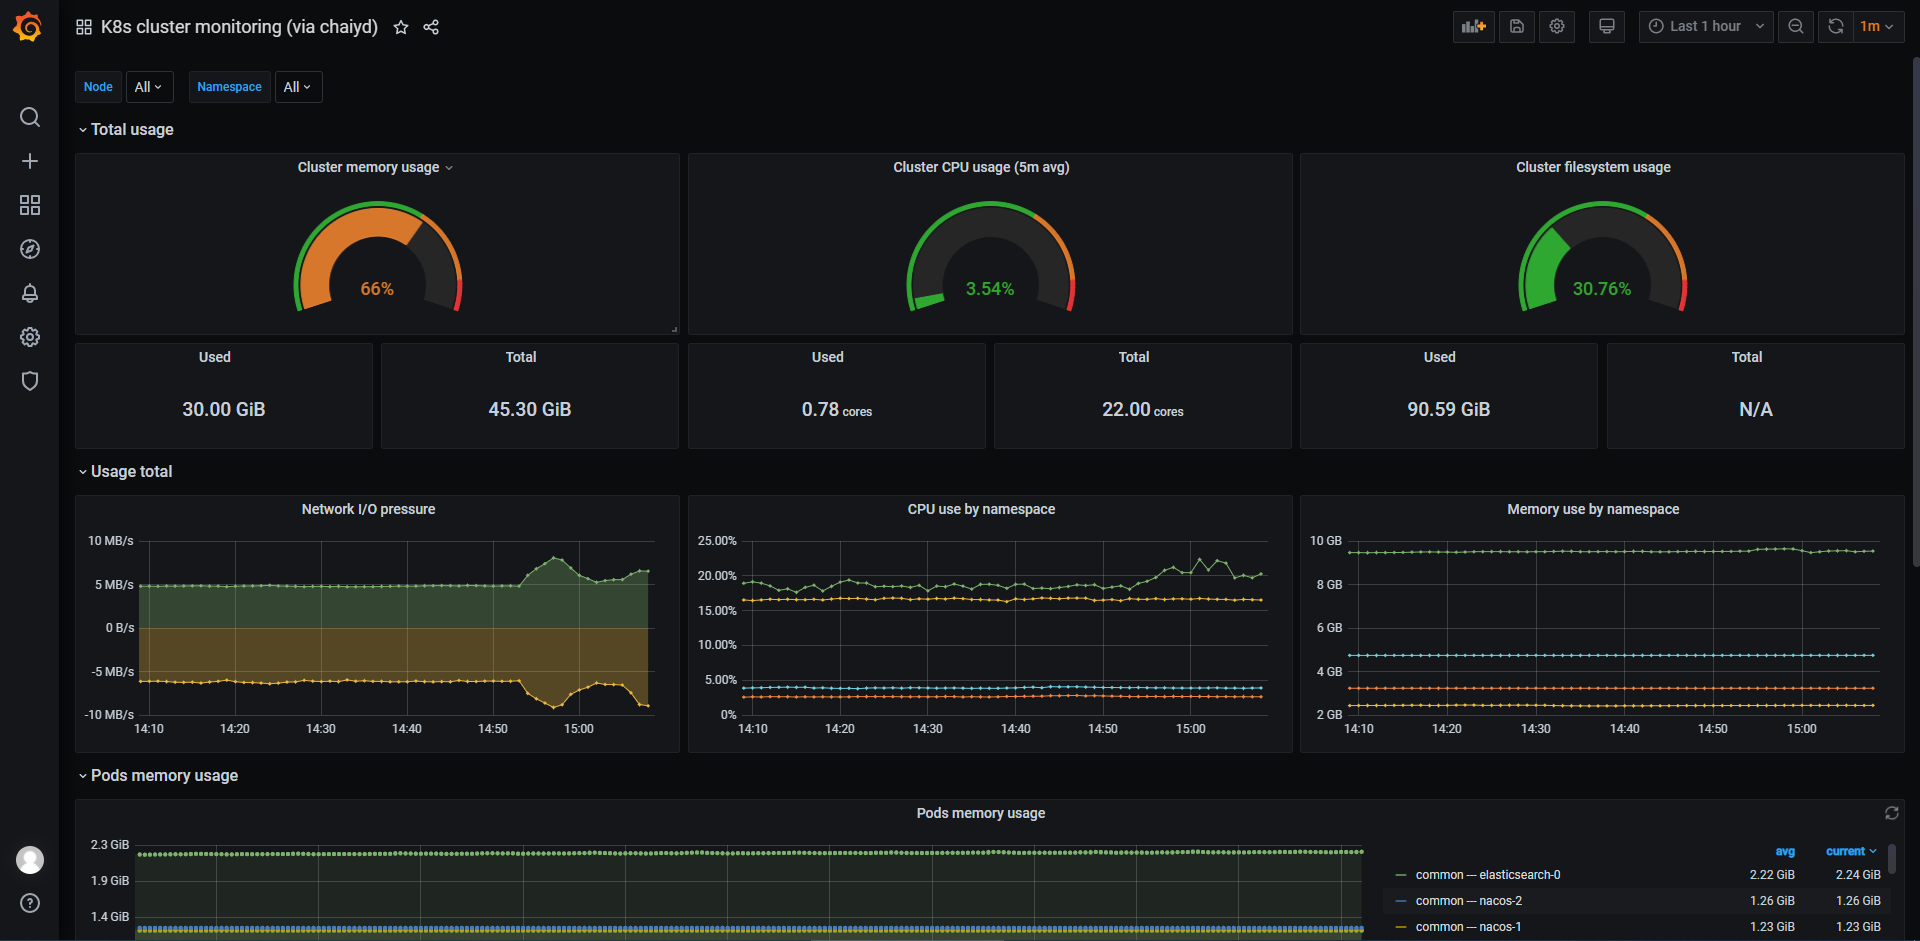 K8s cluster monitoring (via chaiyd)
Last 1 hour
1m
Node All Namespace All
Total usage
Cluster memory usage
66%
Cluster CPU usage (5m avg)
3.54%
Cluster filesystem usage
30.76%
Used
30.00 GiB
Total
45.30 GiB
Used
0.78 cores
Total
22.00 cores
Used
90.59 GiB
Total
N/A
Usage total
Network I/O pressure
10 MB/s
5 MB/s
0 B/s
-5 MB/s
-10 MB/s
14:10 14:20 14:30 14:40 14:50 15:00
CPU use by namespace
25.00%
20.00%
15.00%
10.00%
5.00%
0%
14:10 14:20 14:30 14:40 14:50 15:00
Memory use by namespace
10 GB
8 GB
6 GB
4 GB
2 GB
14:10 14:20 14:30 14:40 14:50 15:00
Pods memory usage
Pods memory usage
2.3 GiB
1.9 GiB
1.4 GiB
avg current
common --- elasticsearch-0 2.22 GiB 2.24 GiB
common --- nacos-2 1.26 GiB 1.26 GiB
common --- nacos-1 1.23 GiB 1.23 GiB